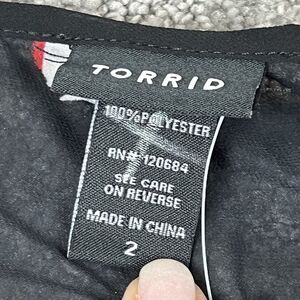 TORRID
100% POLYESTER
RN# 120684
SEE CARE
ON REVERSE
MADE IN CHINA
2